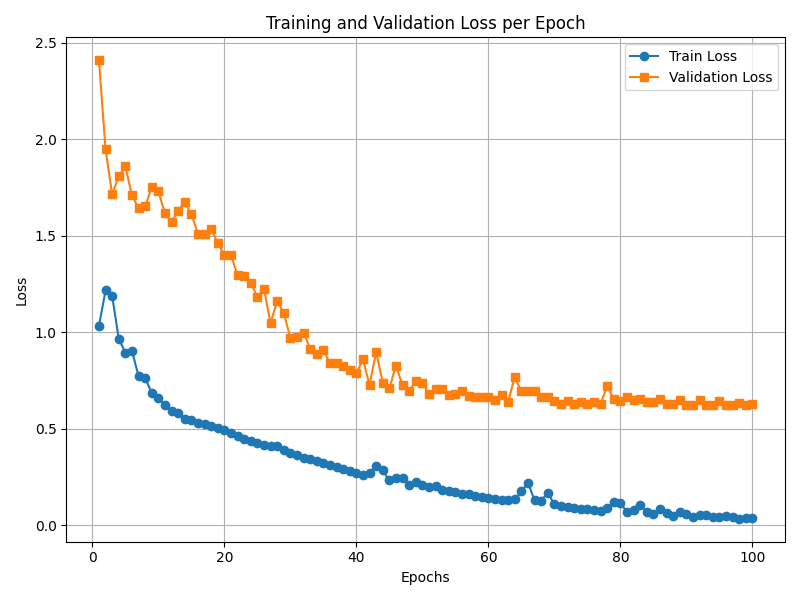 Training and Validation Loss per Epoch
Train Loss
Validation Loss
2.5
2.0
1.5
1.0
0.5
0.0
Loss
0 20 40 60 80 100
Epochs